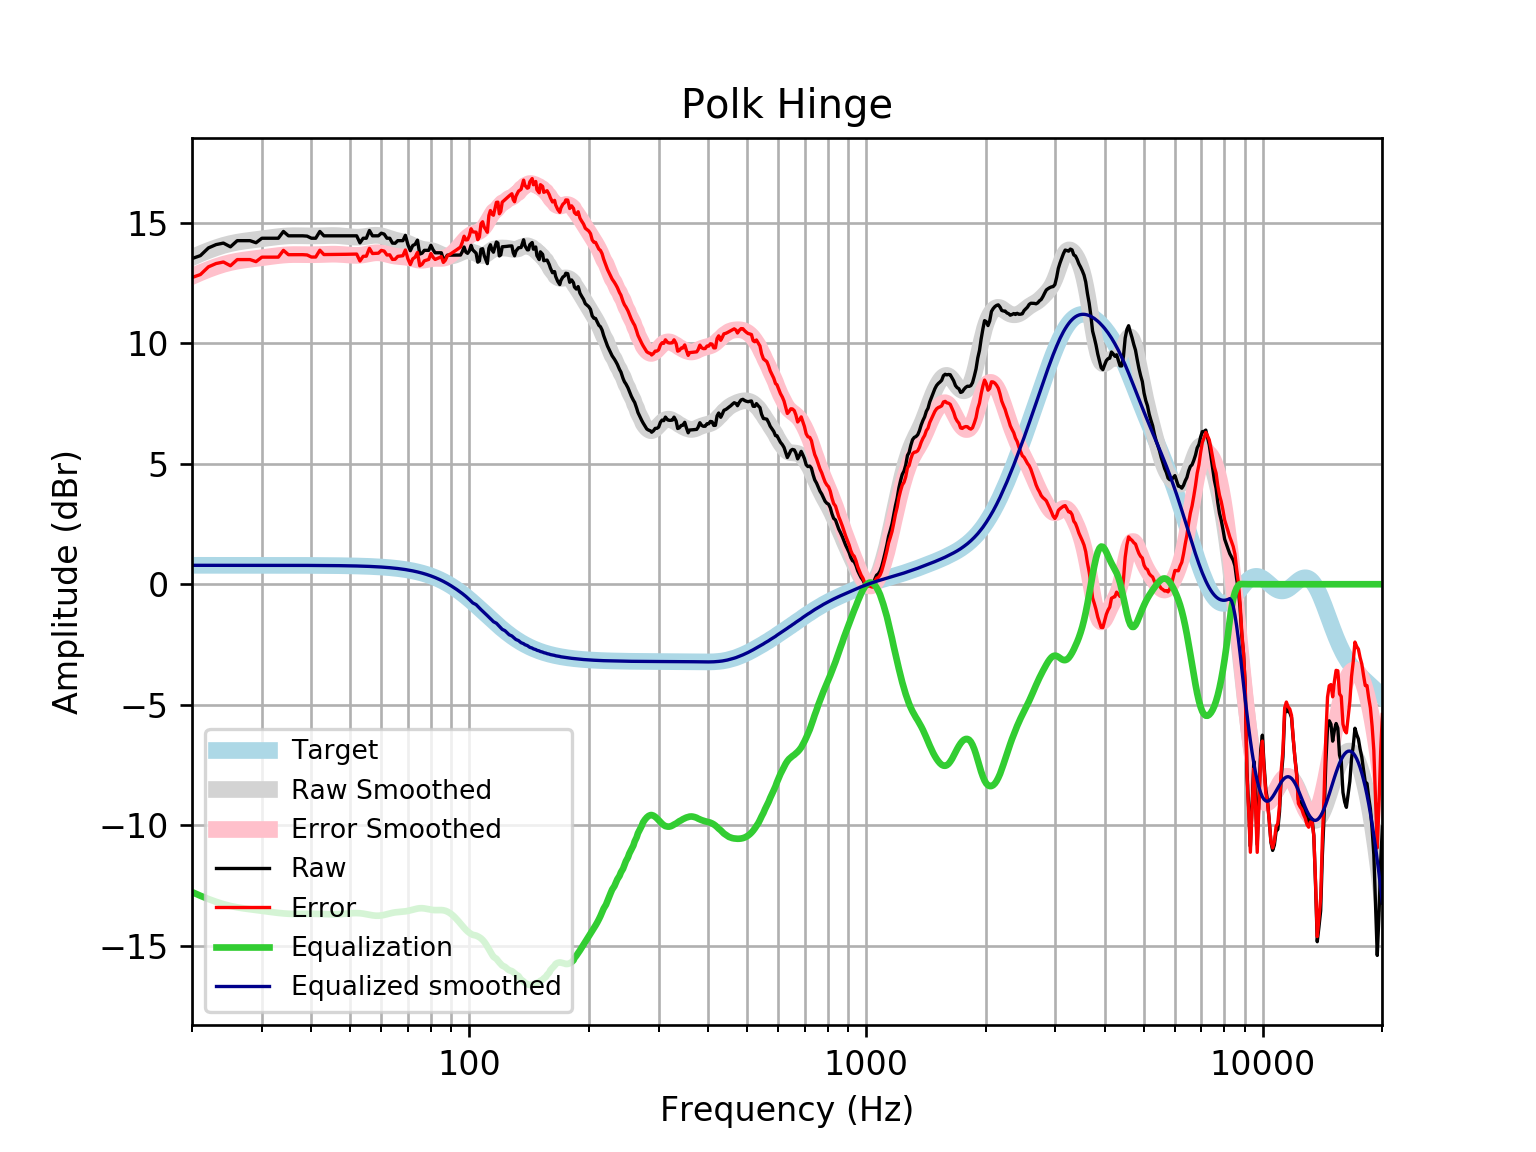 Polk Hinge
Amplitude (dBr)
15
10
5
0
−5
−10
−15
Target
Raw Smoothed
Error Smoothed
Raw
Error
Equalization
Equalized smoothed
100
1000
10000
Frequency (Hz)